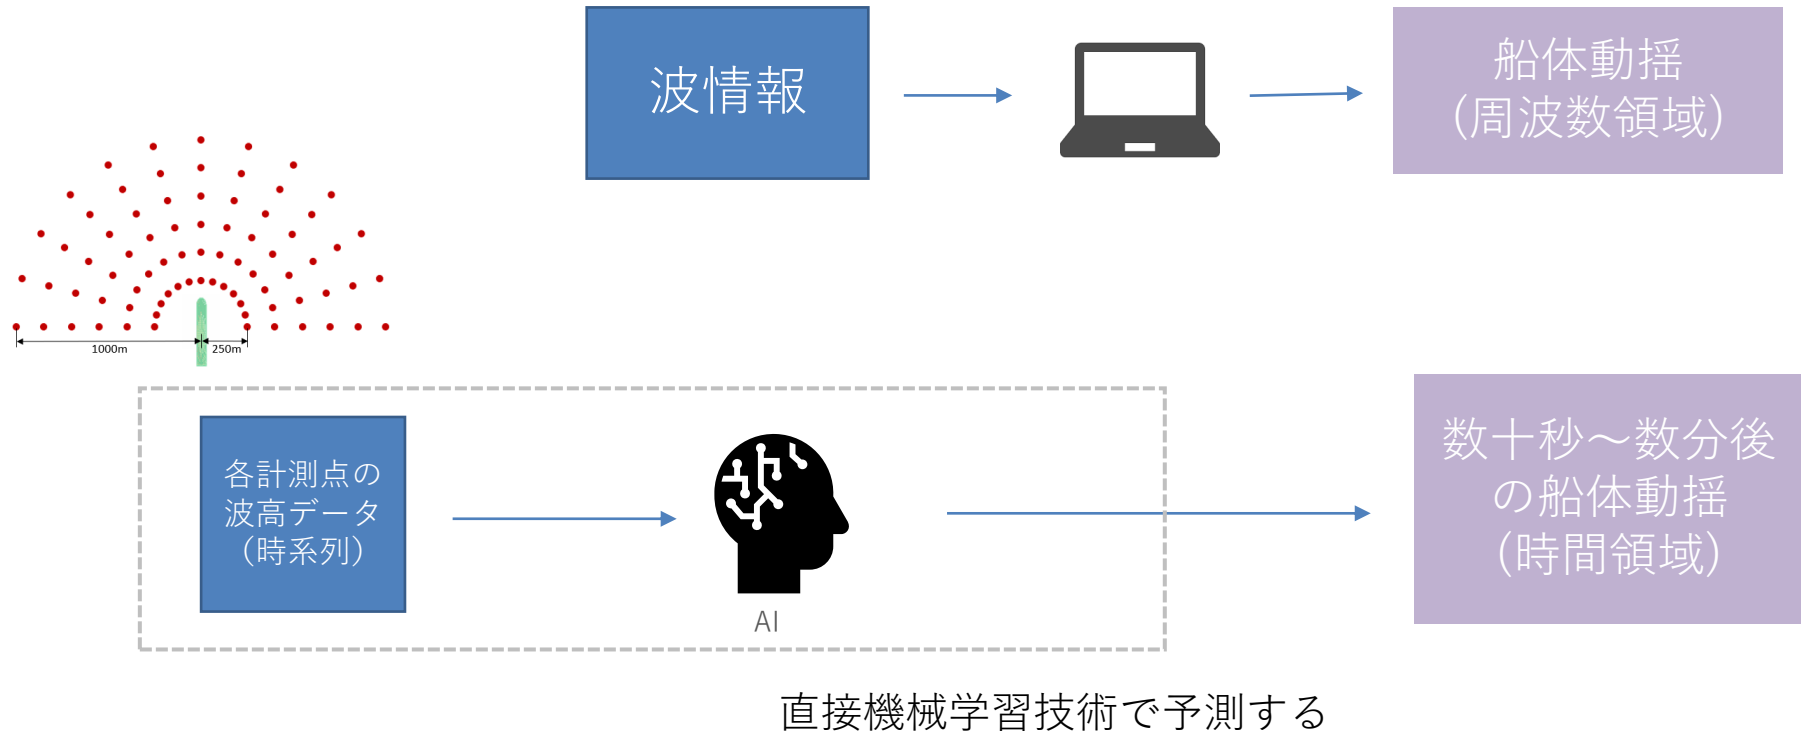 波情報
船体動揺
(周波数領域)
1000m
250m
各計測点の
波高データ
(時系列)
AI
数十秒～数分後
の船体動揺
(時間領域)
直接機械学習技術で予測する